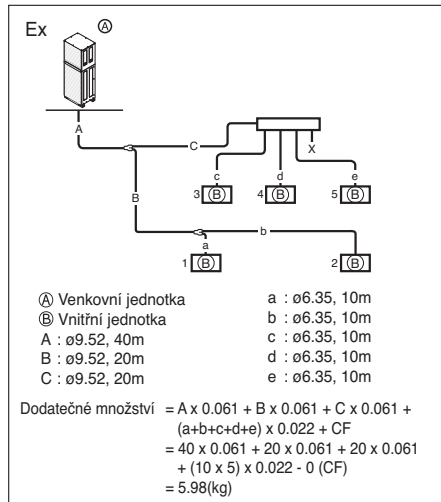 Ex
Ⓐ
A
C
X
c
d
e
3 Ⓑ
4 Ⓑ
5 Ⓑ
B
b
a
1 Ⓑ
2 Ⓑ
Ⓐ Venkovní jednotka
Ⓑ Vnitřní jednotka
A : ø9.52, 40m
B : ø9.52, 20m
C : ø9.52, 20m
a : ø6.35, 10m
b : ø6.35, 10m
c : ø6.35, 10m
d : ø6.35, 10m
e : ø6.35, 10m
Dodatečné množství = A x 0.061 + B x 0.061 + C x 0.061 +
(a+b+c+d+e) x 0.022 + CF
= 40 x 0.061 + 20 x 0.061 + 20 x 0.061
+ (10 x 5) x 0.022 - 0 (CF)
= 5.98(kg)